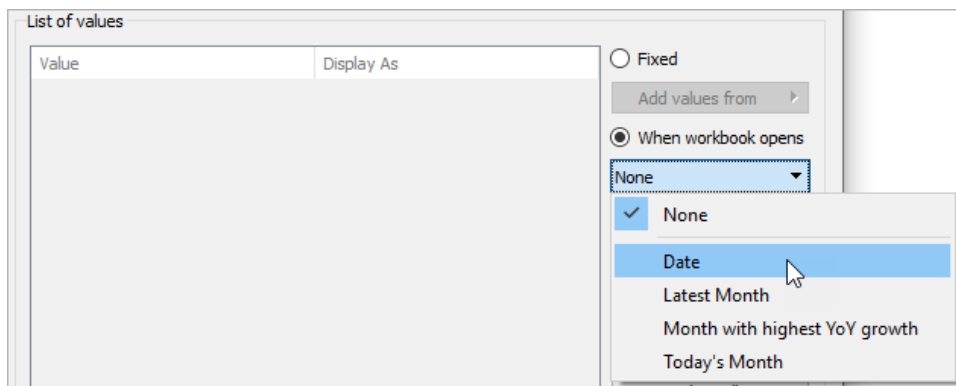 List of values
Value
Display As
Fixed
Add values from
When workbook opens
None
None
Date
Latest Month
Month with highest YoY growth
Today's Month